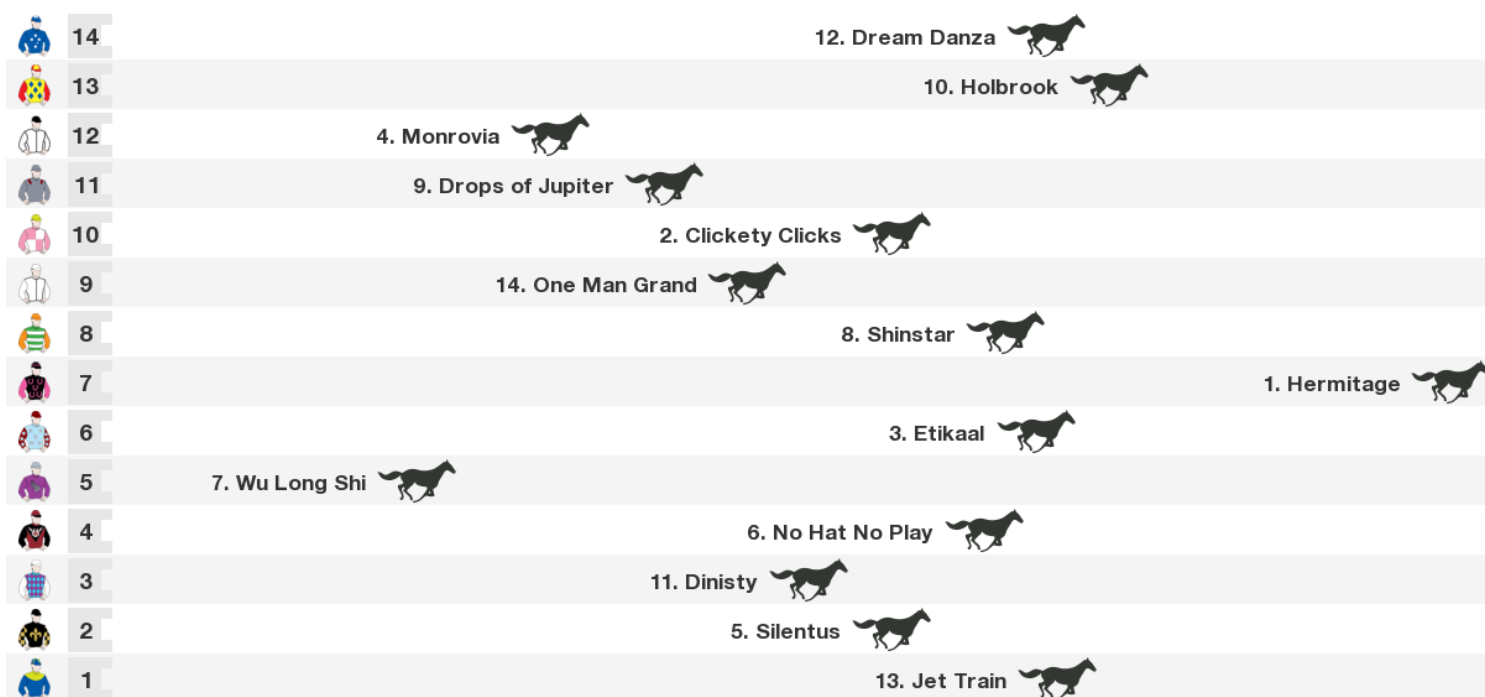 14 12. Dream Danza
13 10. Holbrook
12 4. Monrovia
11 9. Drops of Jupiter
10 2. Clickety Clicks
9 14. One Man Grand
8 8. Shinstar
7 1. Hermitage
6 3. Etikaal
5 7. Wu Long Shi
4 6. No Hat No Play
3 11. Dinisty
2 5. Silentus
1 13. Jet Train